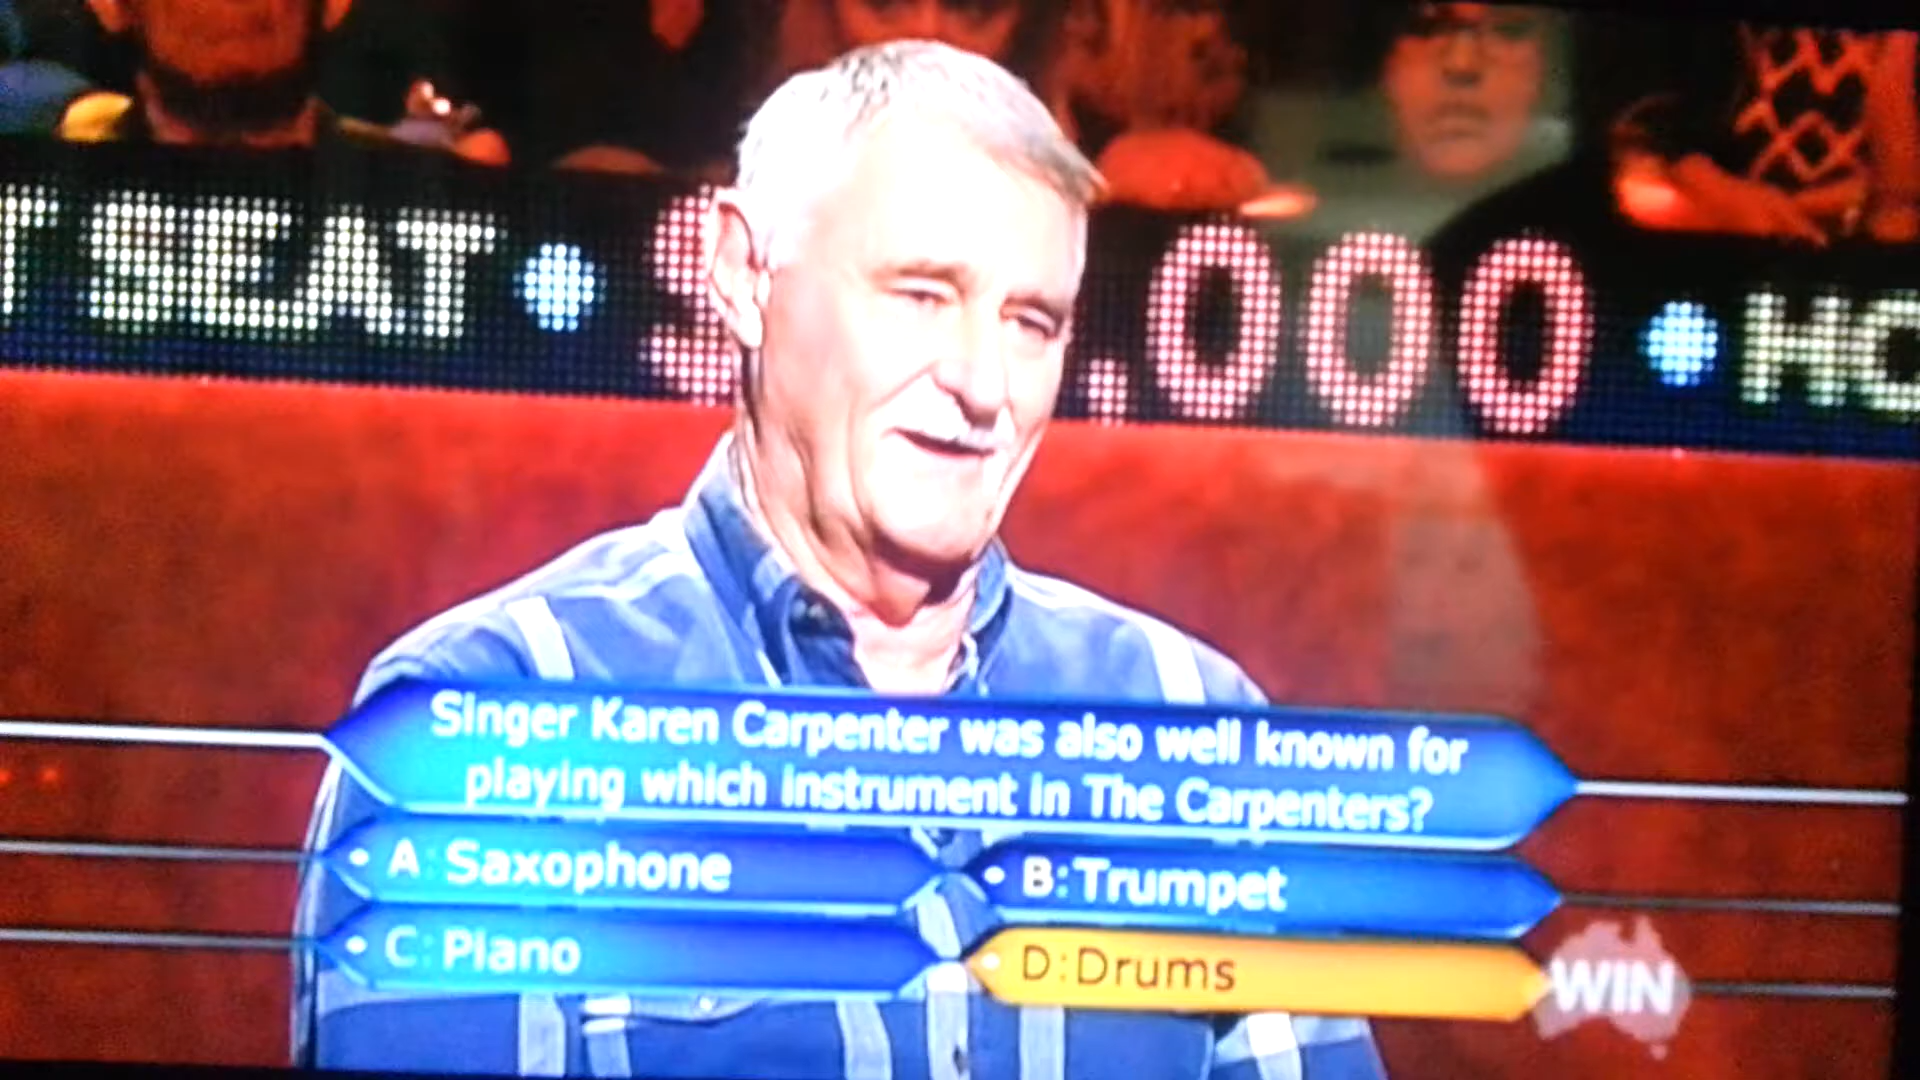 T SEAT • $ ,000 • HO
Singer Karen Carpenter was also well known for
playing which instrument in The Carpenters?
A: Saxophone
B: Trumpet
C: Piano
D: Drums
WIN